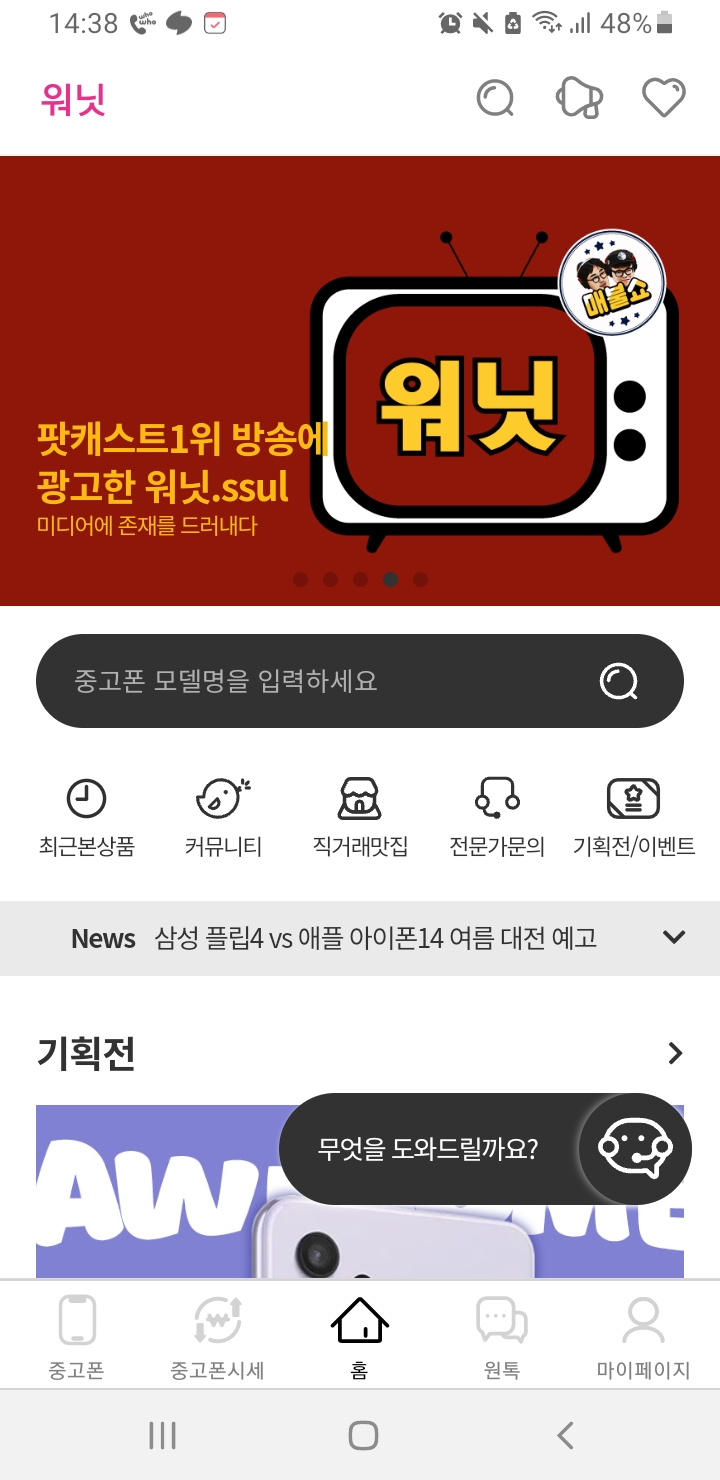 14:38
48%
워닛
매불쇼
워닛
팟캐스트1위 방송에
광고한 워닛.ssul
미디어에 존재를 드러내다
중고폰 모델명을 입력하세요
최근본상품
커뮤니티
직거래맛집
전문가문의
기획전/이벤트
News 삼성 플립4 vs 애플 아이폰14 여름 대전 예고
기획전
무엇을 도와드릴까요?
중고폰
중고폰시세
홈
원톡
마이페이지